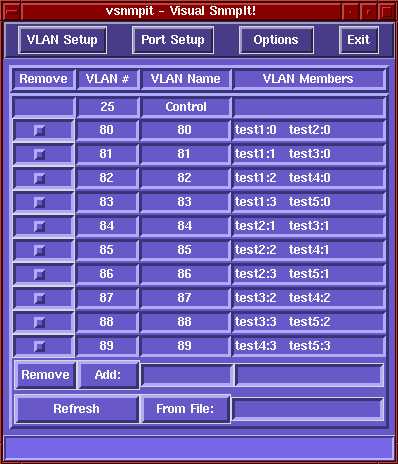 vsnmpit - Visual SnmpIt!
VLAN Setup Port Setup Options Exit
Remove VLAN # VLAN Name VLAN Members
25 Control
80 80 test1:0 test2:0
81 81 test1:1 test3:0
82 82 test1:2 test4:0
83 83 test1:3 test5:0
84 84 test2:1 test3:1
85 85 test2:2 test4:1
86 86 test2:3 test5:1
87 87 test3:2 test4:2
88 88 test3:3 test5:2
89 89 test4:3 test5:3
Remove Add:
Refresh From File: